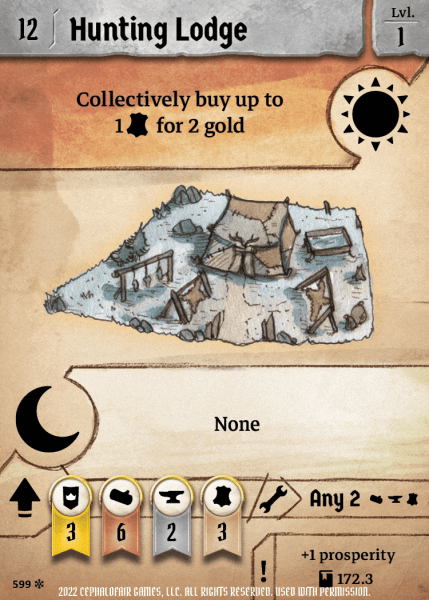 12 Hunting Lodge
Lvl.
1
Collectively buy up to
1 for 2 gold
None
3 6 2 3 Any 2
+1 prosperity
! 172.3
599
2022 CEPHALOFAIR GAMES, LLC. ALL RIGHTS RESERVED. USED WITH PERMISSION.